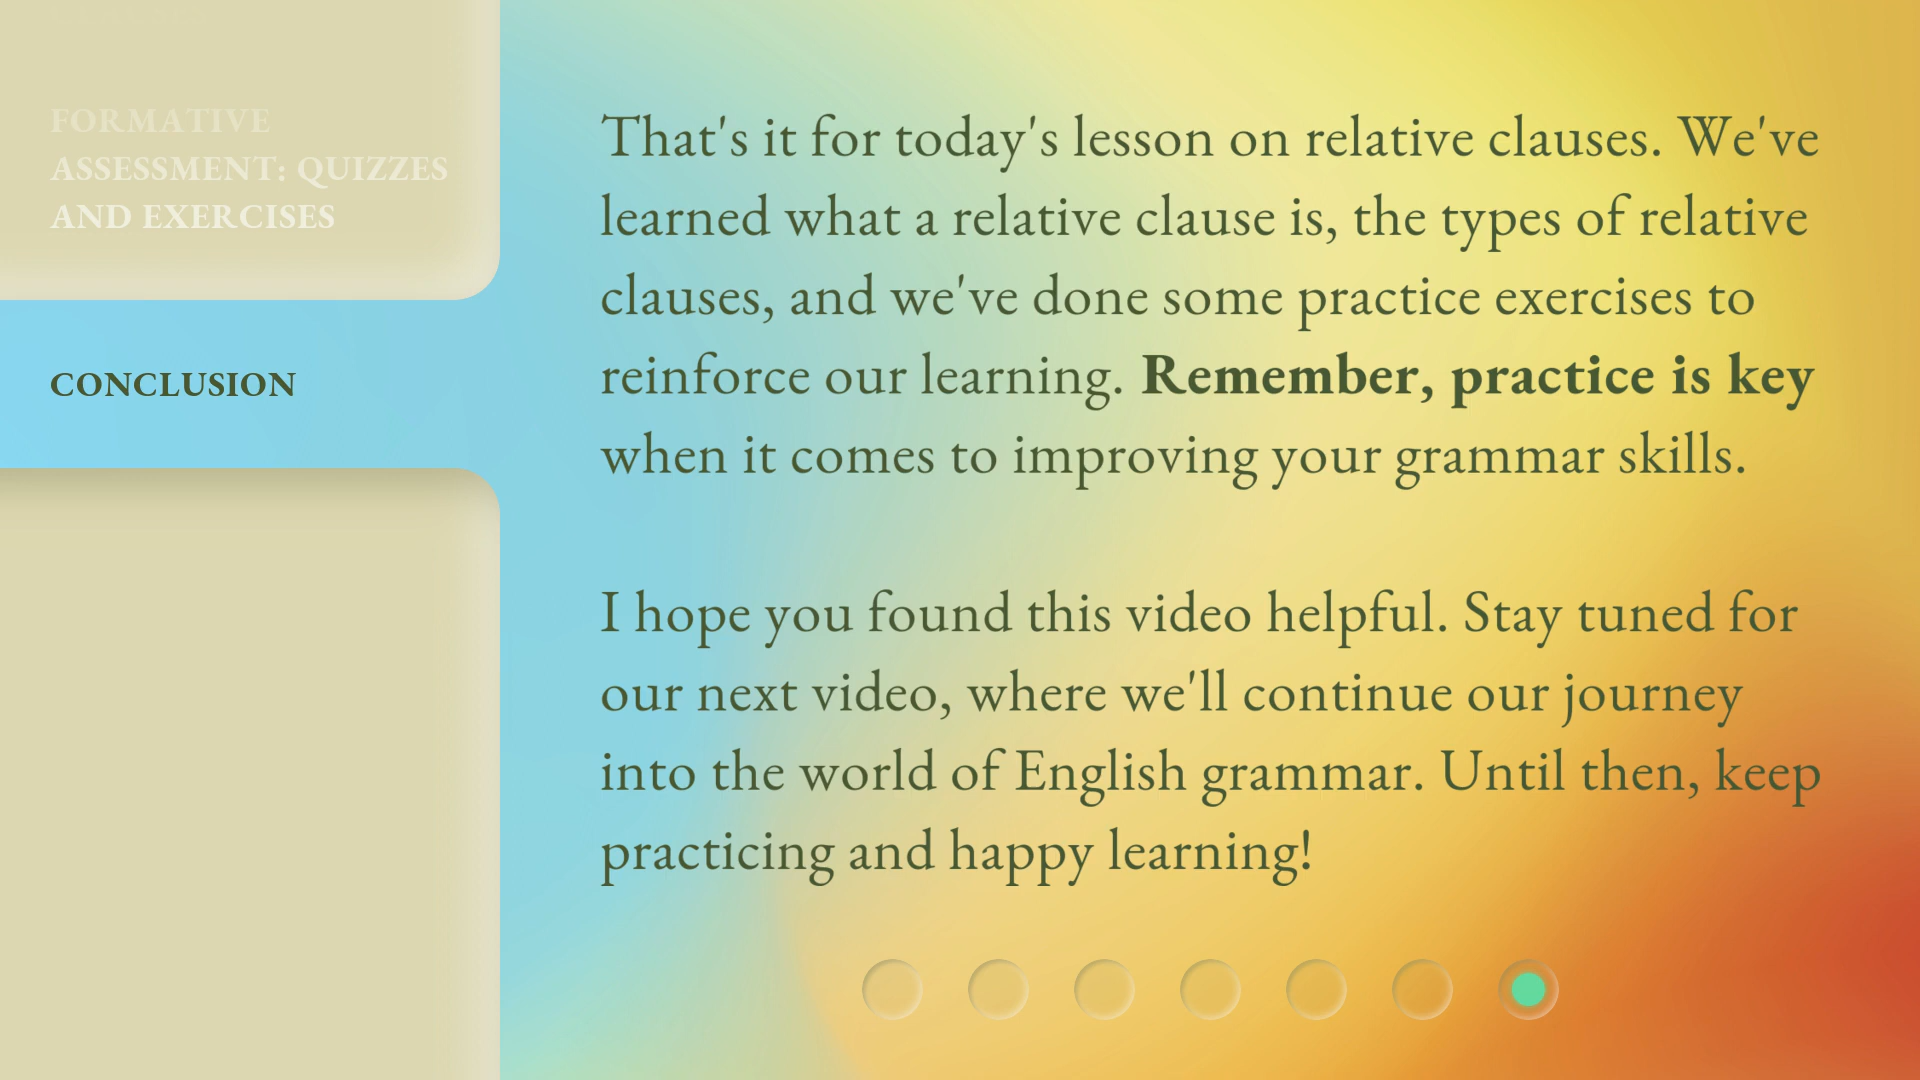 FORMATIVE
ASSESSMENT: QUIZZES
AND EXERCISES
CONCLUSION
That's it for today's lesson on relative clauses. We've
learned what a relative clause is, the types of relative
clauses, and we've done some practice exercises to
reinforce our learning. Remember, practice is key
when it comes to improving your grammar skills.
I hope you found this video helpful. Stay tuned for
our next video, where we'll continue our journey
into the world of English grammar. Until then, keep
practicing and happy learning!